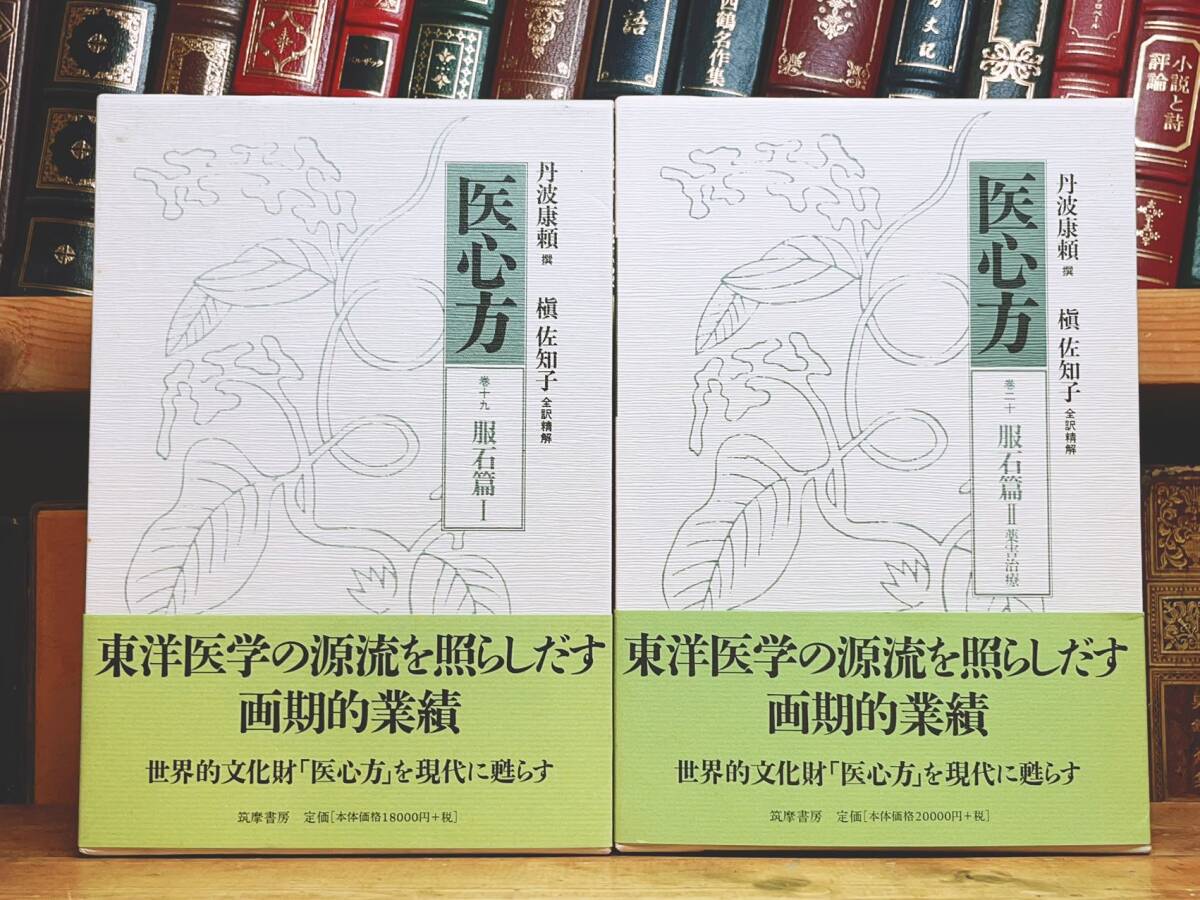 語
西鶴名作集
方丈記
小説と詩
評論
医心方
丹波康頼 撰
槇 佐知子 全訳精解
巻十九 服石篇 I
東洋医学の源流を照らしだす
画期的業績
世界的文化財「医心方」を現代に甦らす
筑摩書房 定価[本体価格18000円+税]
医心方
丹波康頼 撰
槇 佐知子 全訳精解
巻二十 服石篇 II 薬害治療
東洋医学の源流を照らしだす
画期的業績
世界的文化財「医心方」を現代に甦らす
筑摩書房 定価[本体価格20000円+税]